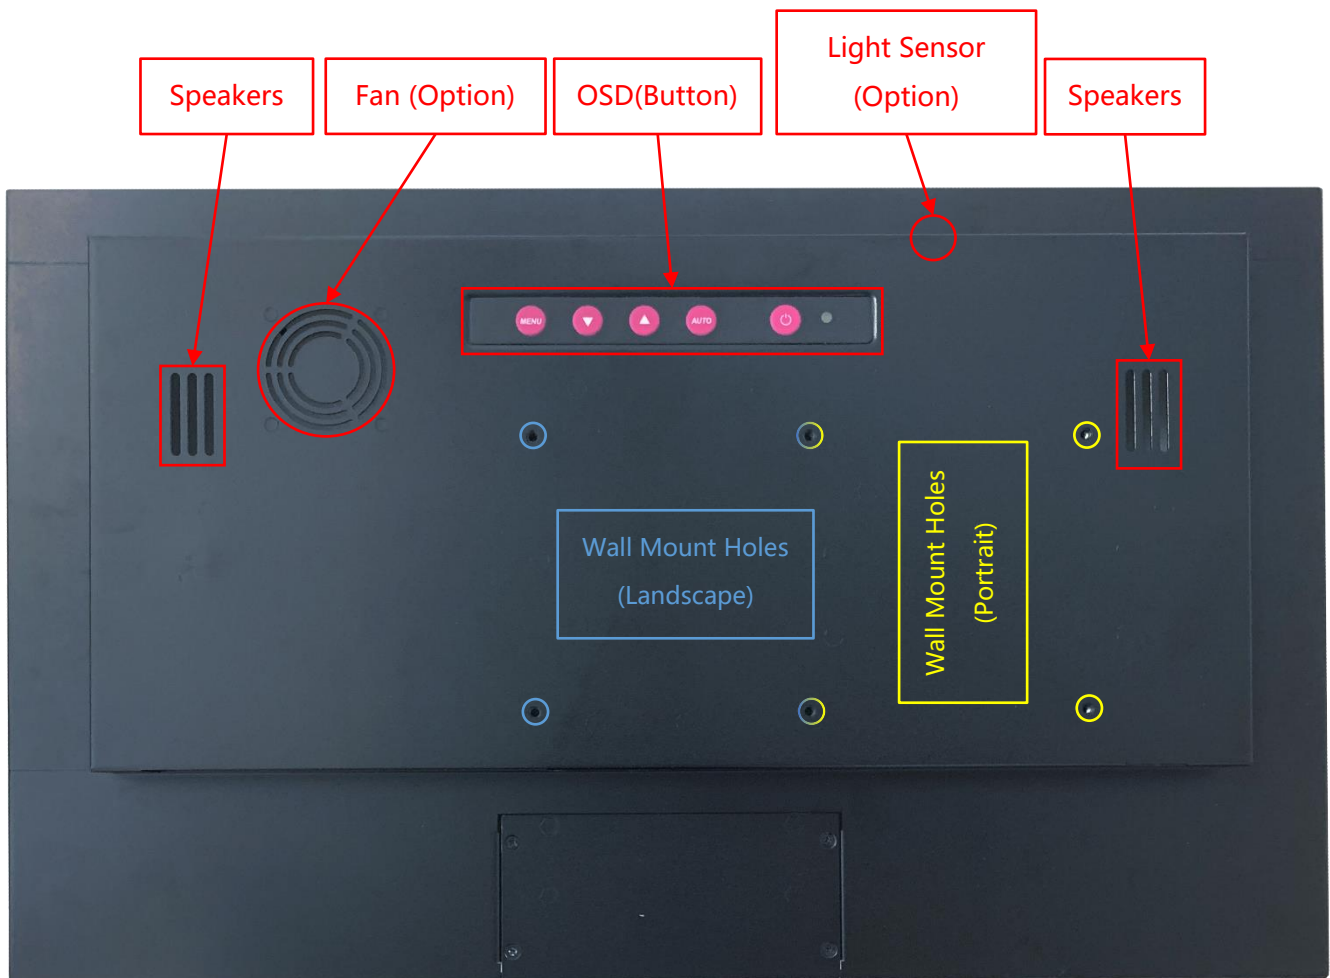 Speakers
Fan (Option)
OSD(Button)
Light Sensor
(Option)
Speakers
MENU
AUTO
Wall Mount Holes
(Landscape)
Wall Mount Holes
(Portrait)